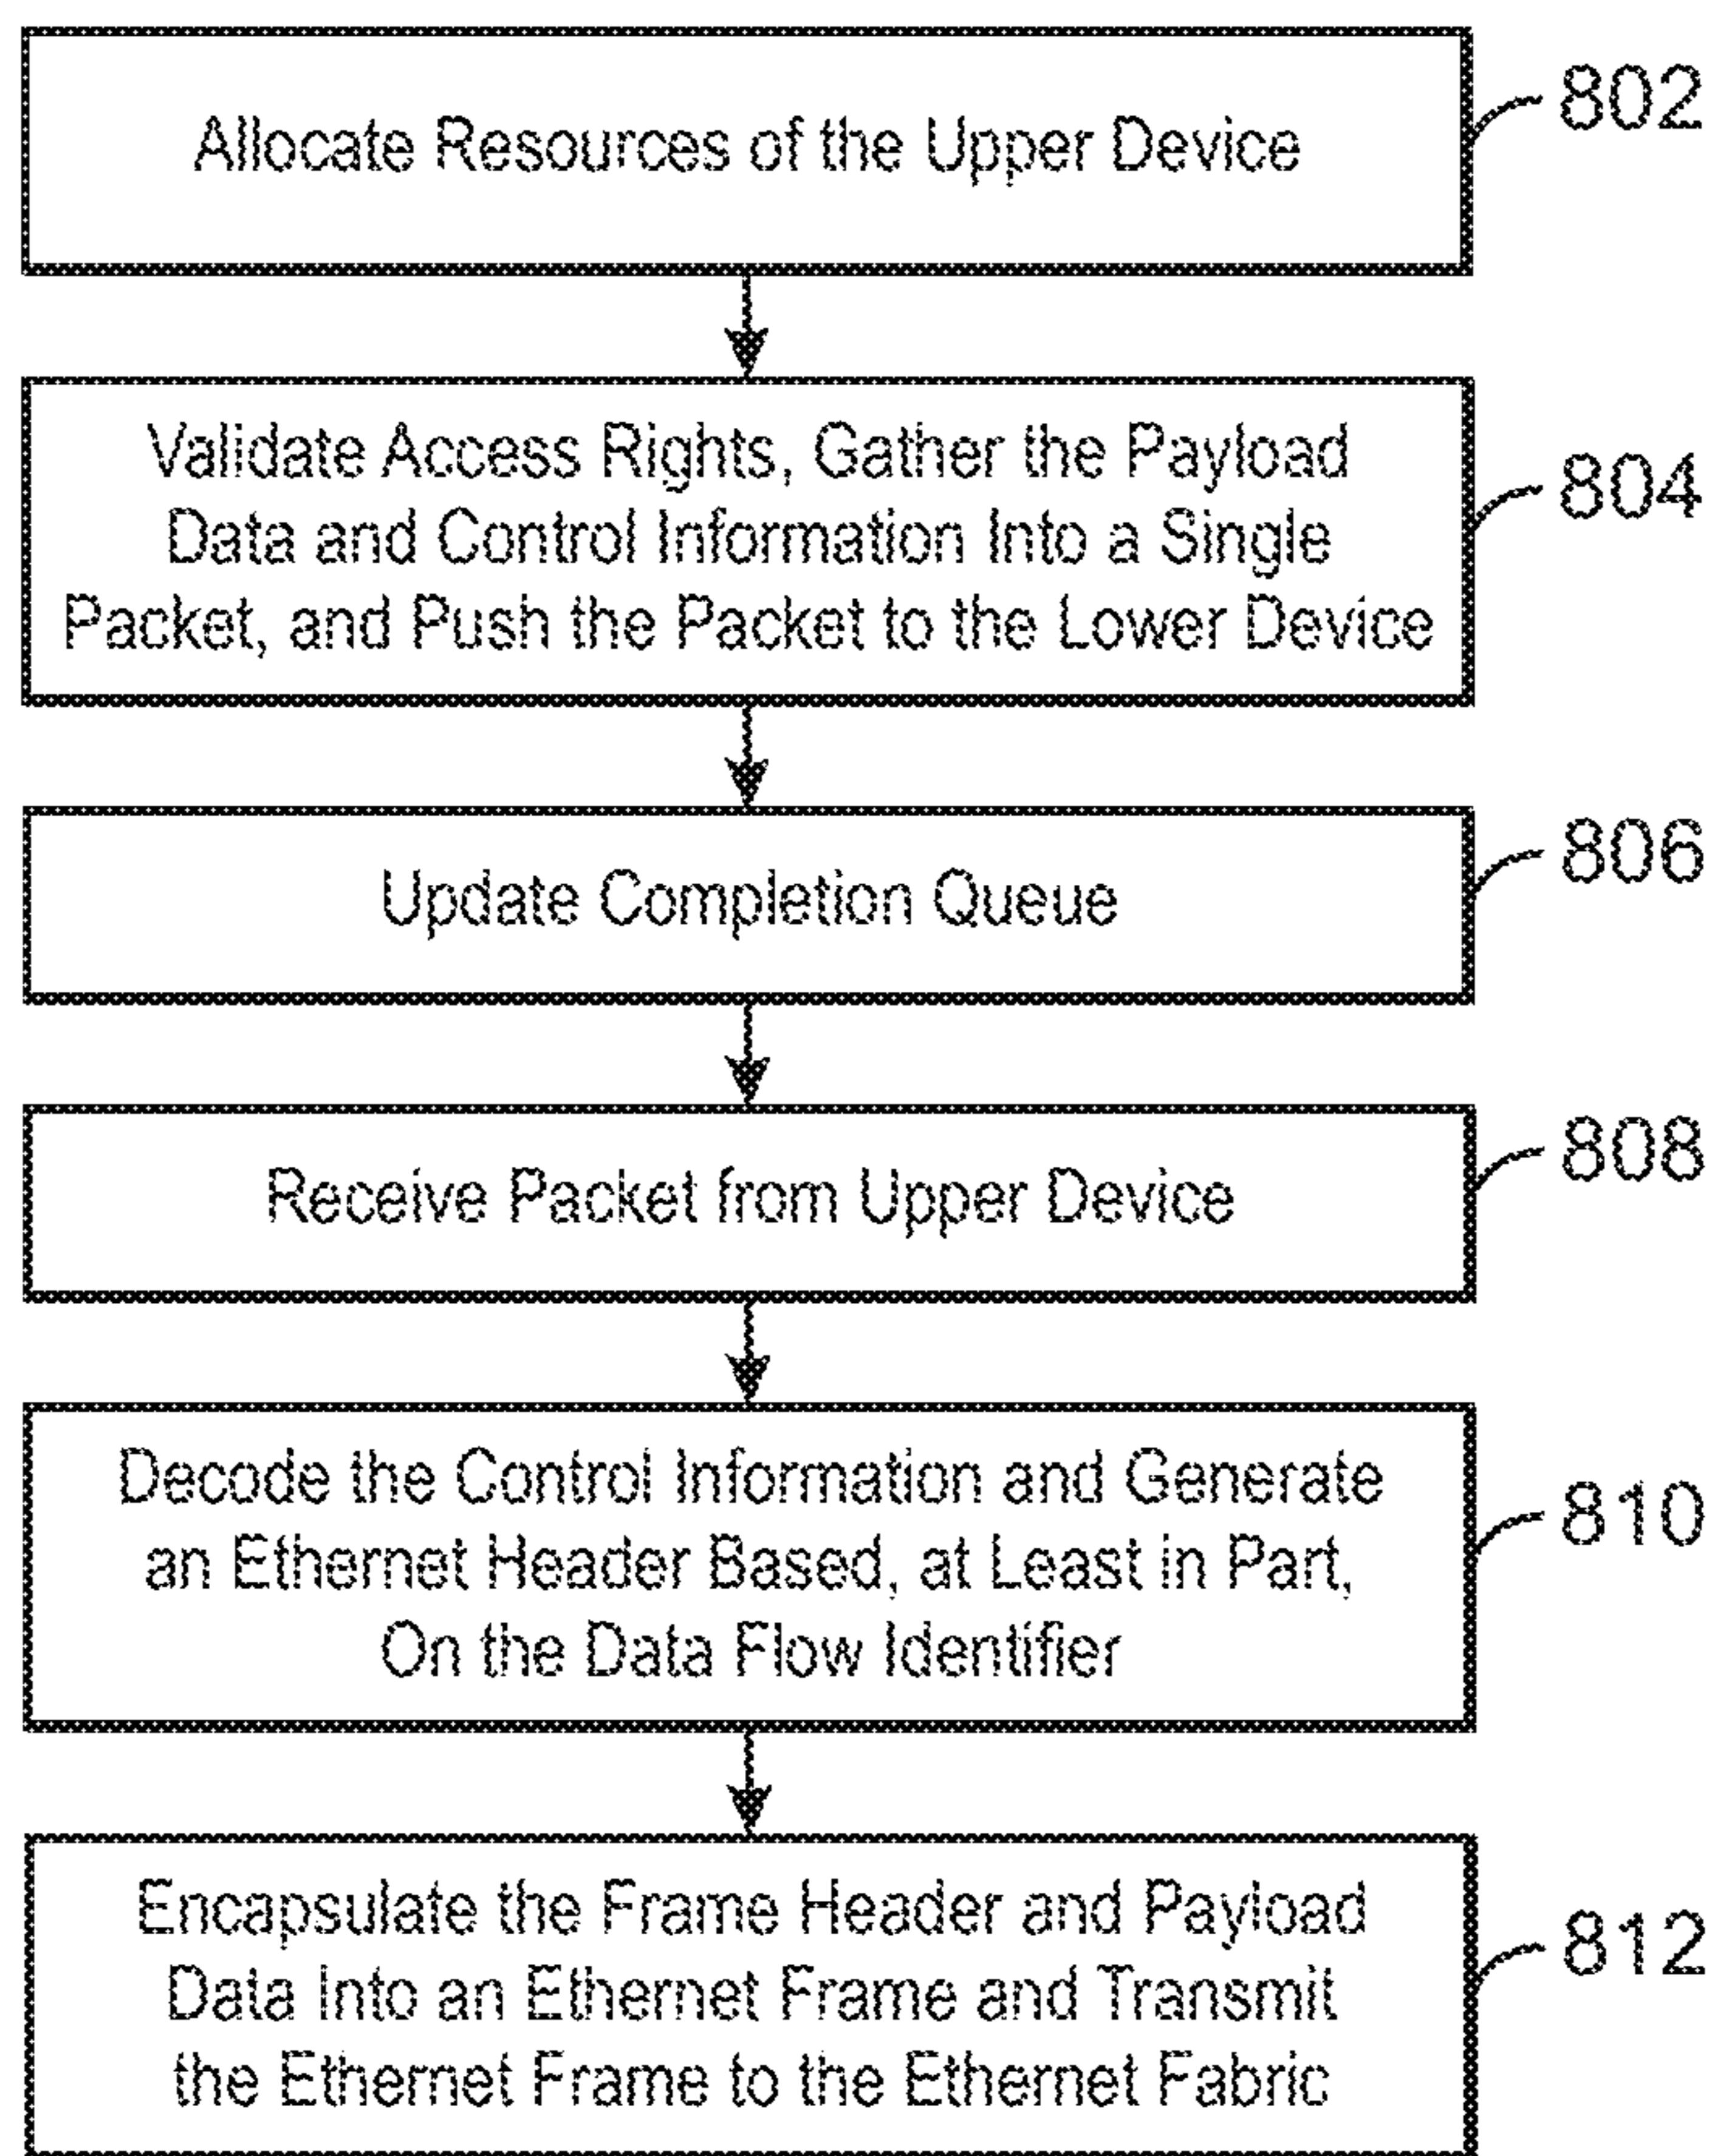 Allocate Resources of the Upper Device
802
Validate Access Rights, Gather the Payload
Data and Control Information Into a Single
Packet, and Push the Packet to the Lower Device
804
Update Completion Queue
806
Receive Packet from Upper Device
808
Decode the Control Information and Generate
an Ethernet Header Based, at Least in Part,
On the Data Flow Identifier
810
Encapsulate the Frame Header and Payload
Data Into an Ethernet Frame and Transmit
the Ethernet Frame to the Ethernet Fabric
812